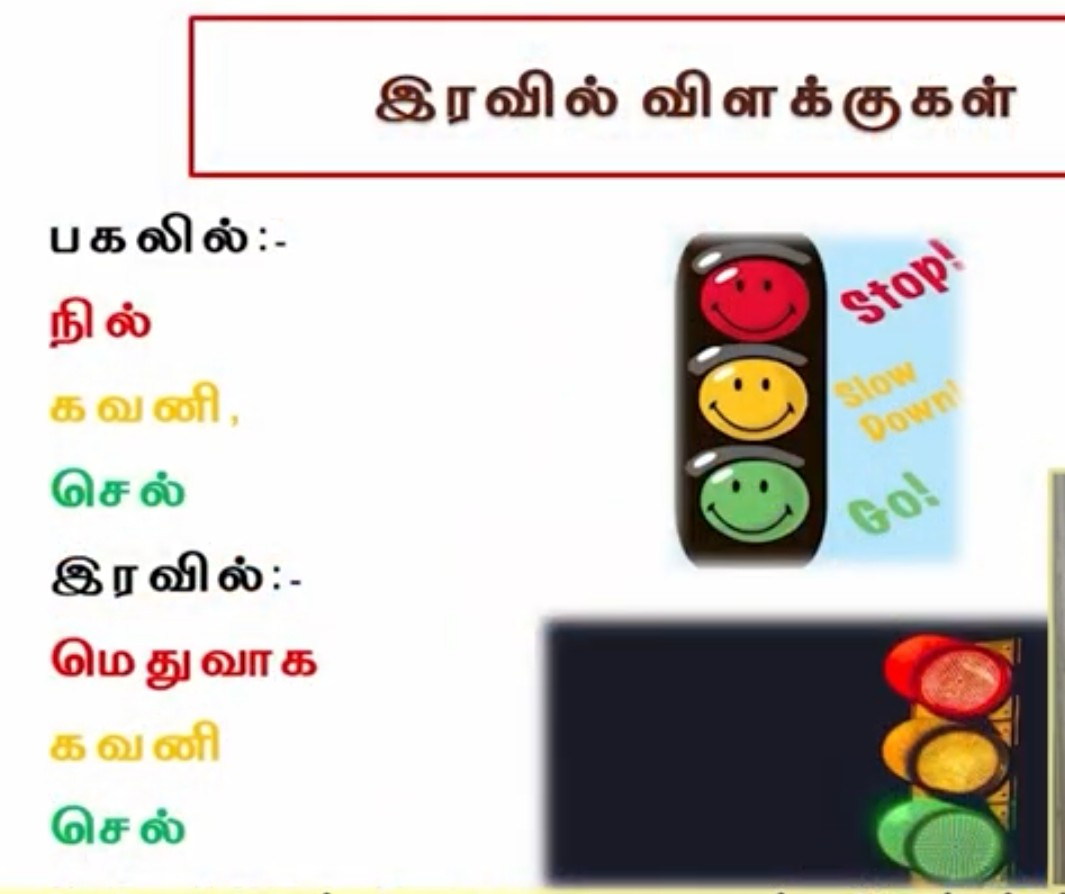 இரவில் விளக்குகள்
பகலில்:-
நில்
கவனி,
செல்
இரவில்:-
மெதுவாக
கவனி
செல்
Stop!
Slow
Down!
Go!